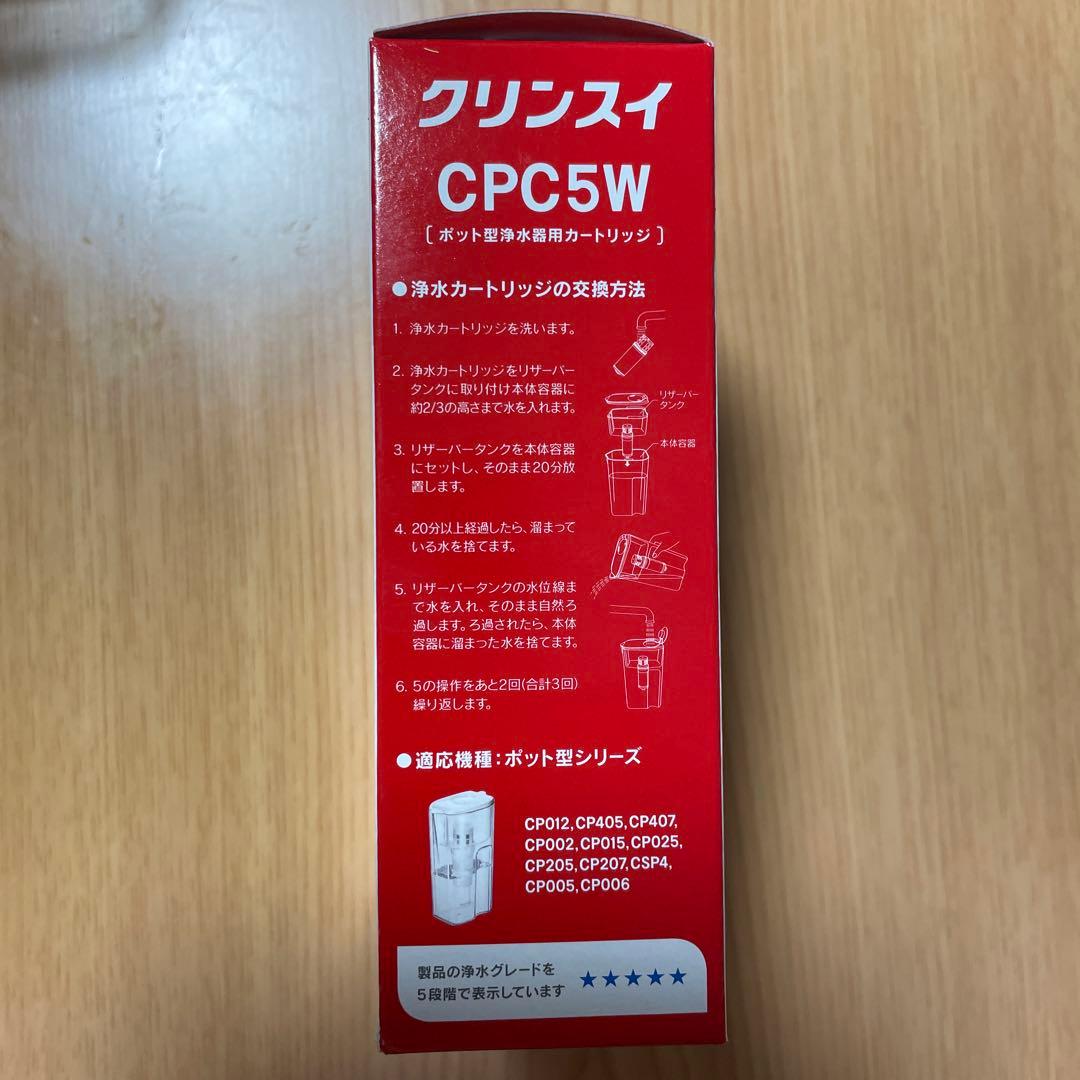 クリンスイ
CPC5W
[ ポット型浄水器用カートリッジ ]
●浄水カートリッジの交換方法
1. 浄水カートリッジを洗います。
2. 浄水カートリッジをリザーバー
タンクに取り付け本体容器に
約2/3の高さまで水を入れます。
リザーバー
タンク
3. リザーバータンクを本体容器
にセットし、そのまま20分放
置します。
本体容器
4. 20分以上経過したら、溜まって
いる水を捨てます。
5. リザーバータンクの水位線ま
で水を入れ、そのまま自然ろ
過します。ろ過されたら、本体
容器に溜まった水を捨てます。
6. 5の操作をあと2回(合計3回)
繰り返します。
●適応機種：ポット型シリーズ
CP012,CP405,CP407,
CP002,CP015,CP025,
CP205,CP207,CSP4,
CP005,CP006
製品の浄水グレードを
5段階で表示しています
★★★★★